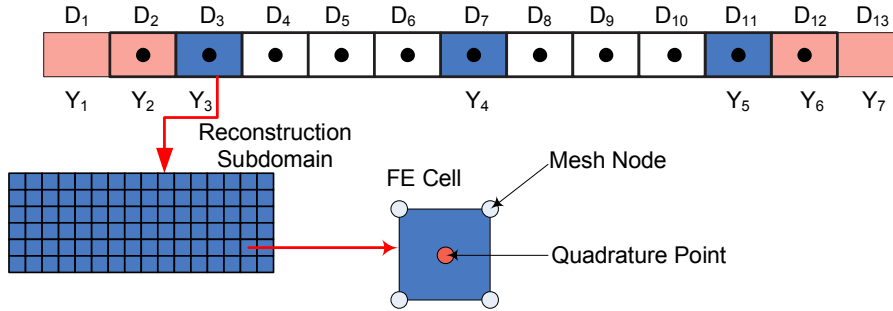 D₁ D₂ D₃ D₄ D₅ D₆ D₇ D₈ D₉ D₁₀ D₁₁ D₁₂ D₁₃
Y₁ Y₂ Y₃ Y₄ Y₅ Y₆ Y₇
Reconstruction
Subdomain
FE Cell
Mesh Node
Quadrature Point